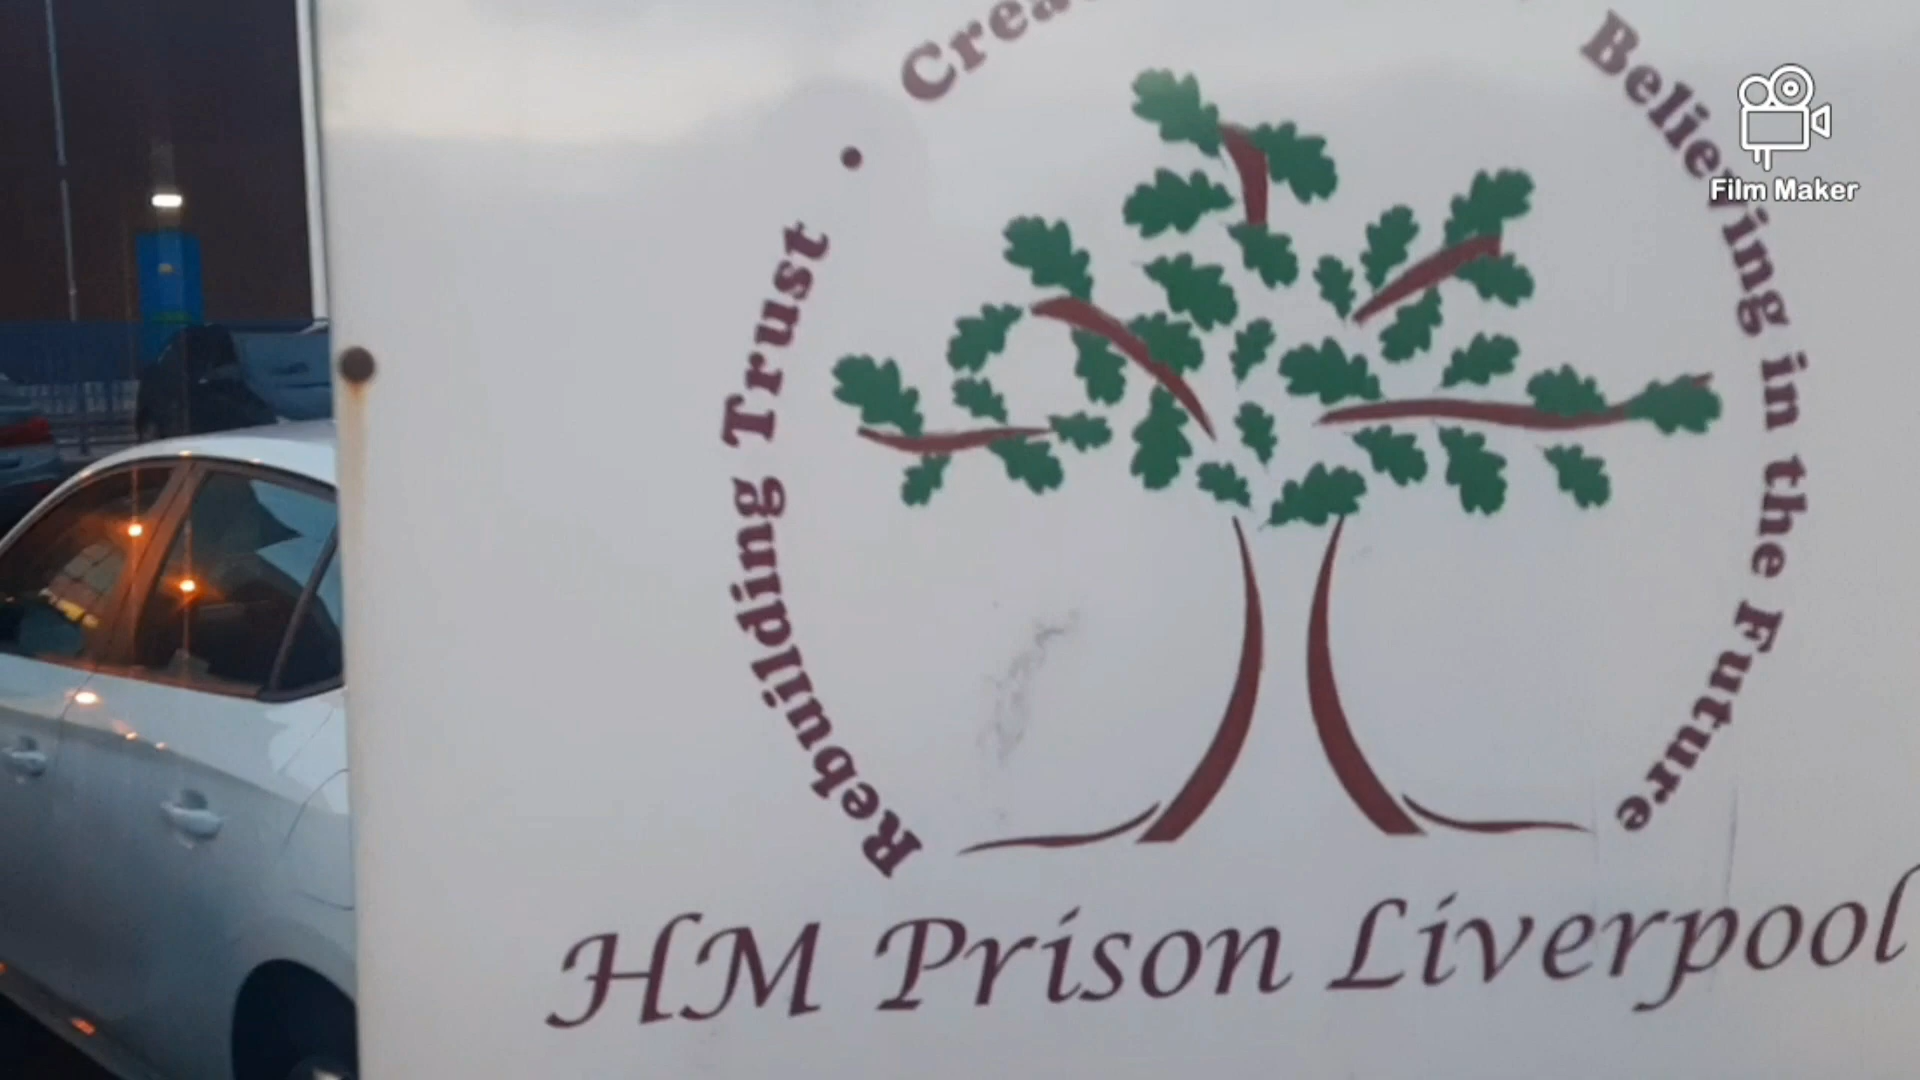 Rebuilding Trust •
Believing in the Future
HM Prison Liverpool
Film Maker